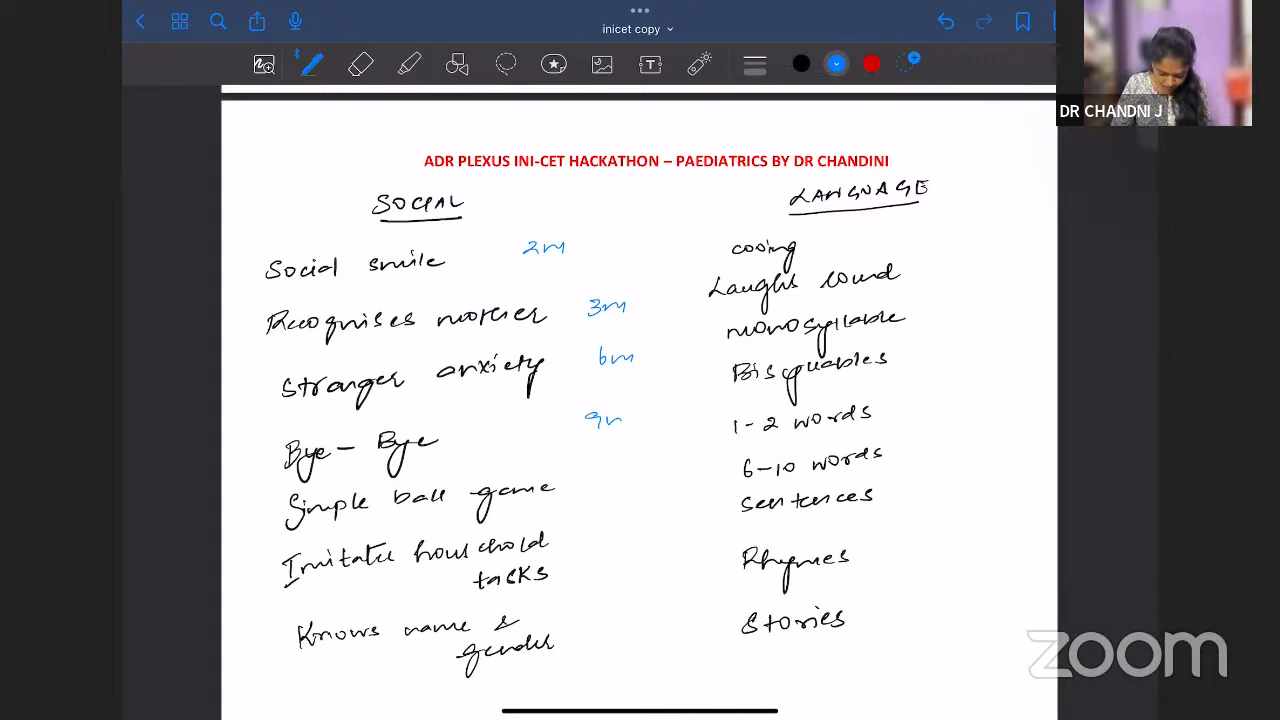 inicet copy
DR CHANDNI J
ADR PLEXUS INI-CET HACKATHON – PAEDIATRICS BY DR CHANDINI
SOCIAL
Social smile 2m
Recognises mother 3m
Stranger anxiety 6m
Bye - Bye 9m
Simple ball game
Imitates household
tasks
Knows name &
gender
LANGUAGE
cooing
Laughs loud
monosyllable
Bisyllables
1-2 words
6-10 words
sentences
Rhymes
Stories
zoom